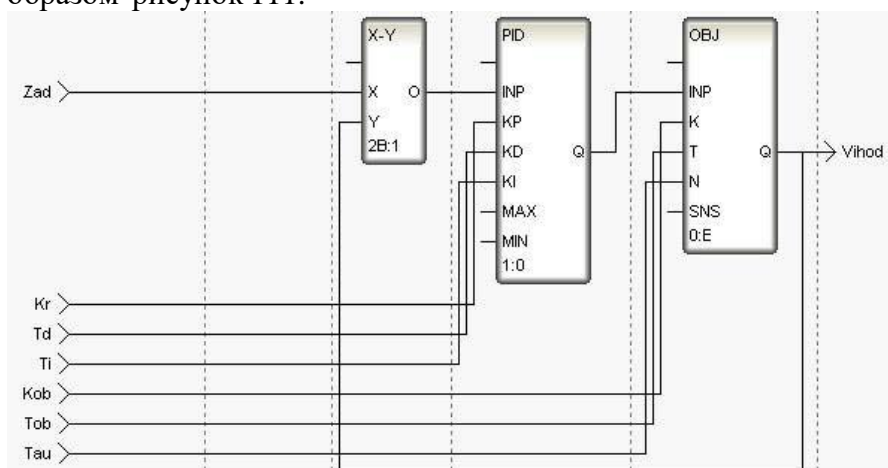 образом рисунок 111.
X-Y
PID
OBJ
Zad
X O
INP
INP
Y
KP
K
2B:1
KD Q
T Q
Vihod
KI
N
MAX
SNS
MIN
0:E
1:0
Kr
Td
Ti
Kob
Tob
Tau